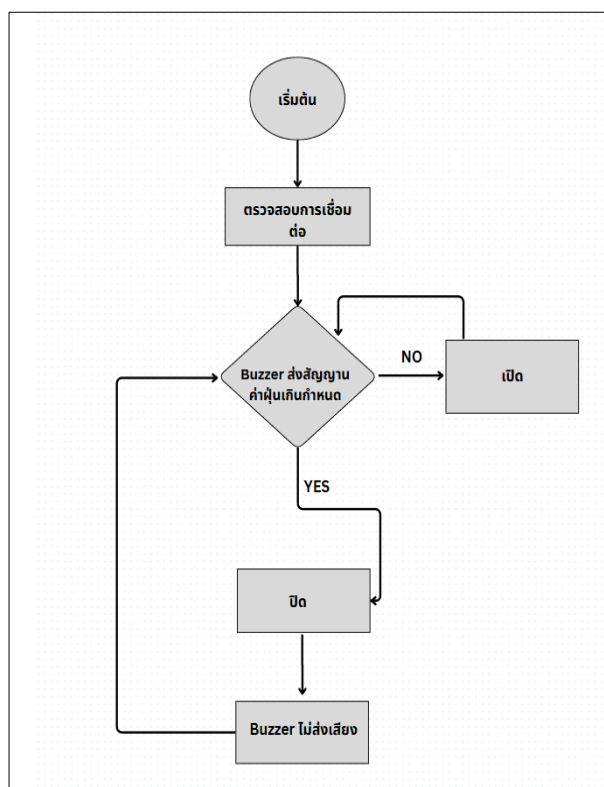 เริ่มต้น
ตรวจสอบการเชื่อม
ต่อ
Buzzer ส่งสัญญาน
ค่าฝุ่นเกินกำหนด
NO
เปิด
YES
ปิด
Buzzer ไม่ส่งเสียง